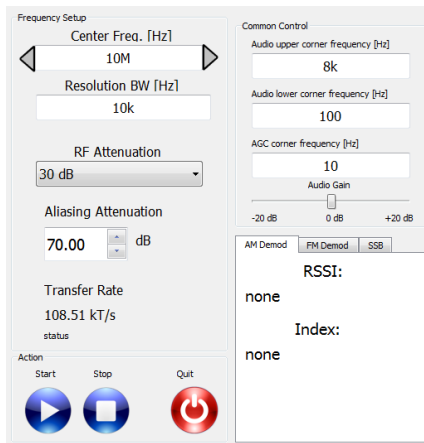 Frequency Setup
Center Freq. [Hz]
10M
Resolution BW [Hz]
10k
RF Attenuation
30 dB
Aliasing Attenuation
70.00 dB
Transfer Rate
108.51 kT/s
status
Action
Start Stop Quit
Common Control
Audio upper corner frequency [Hz]
8k
Audio lower corner frequency [Hz]
100
AGC corner frequency [Hz]
10
Audio Gain
-20 dB 0 dB +20 dB
AM Demod FM Demod SSB
RSSI:
none
Index:
none